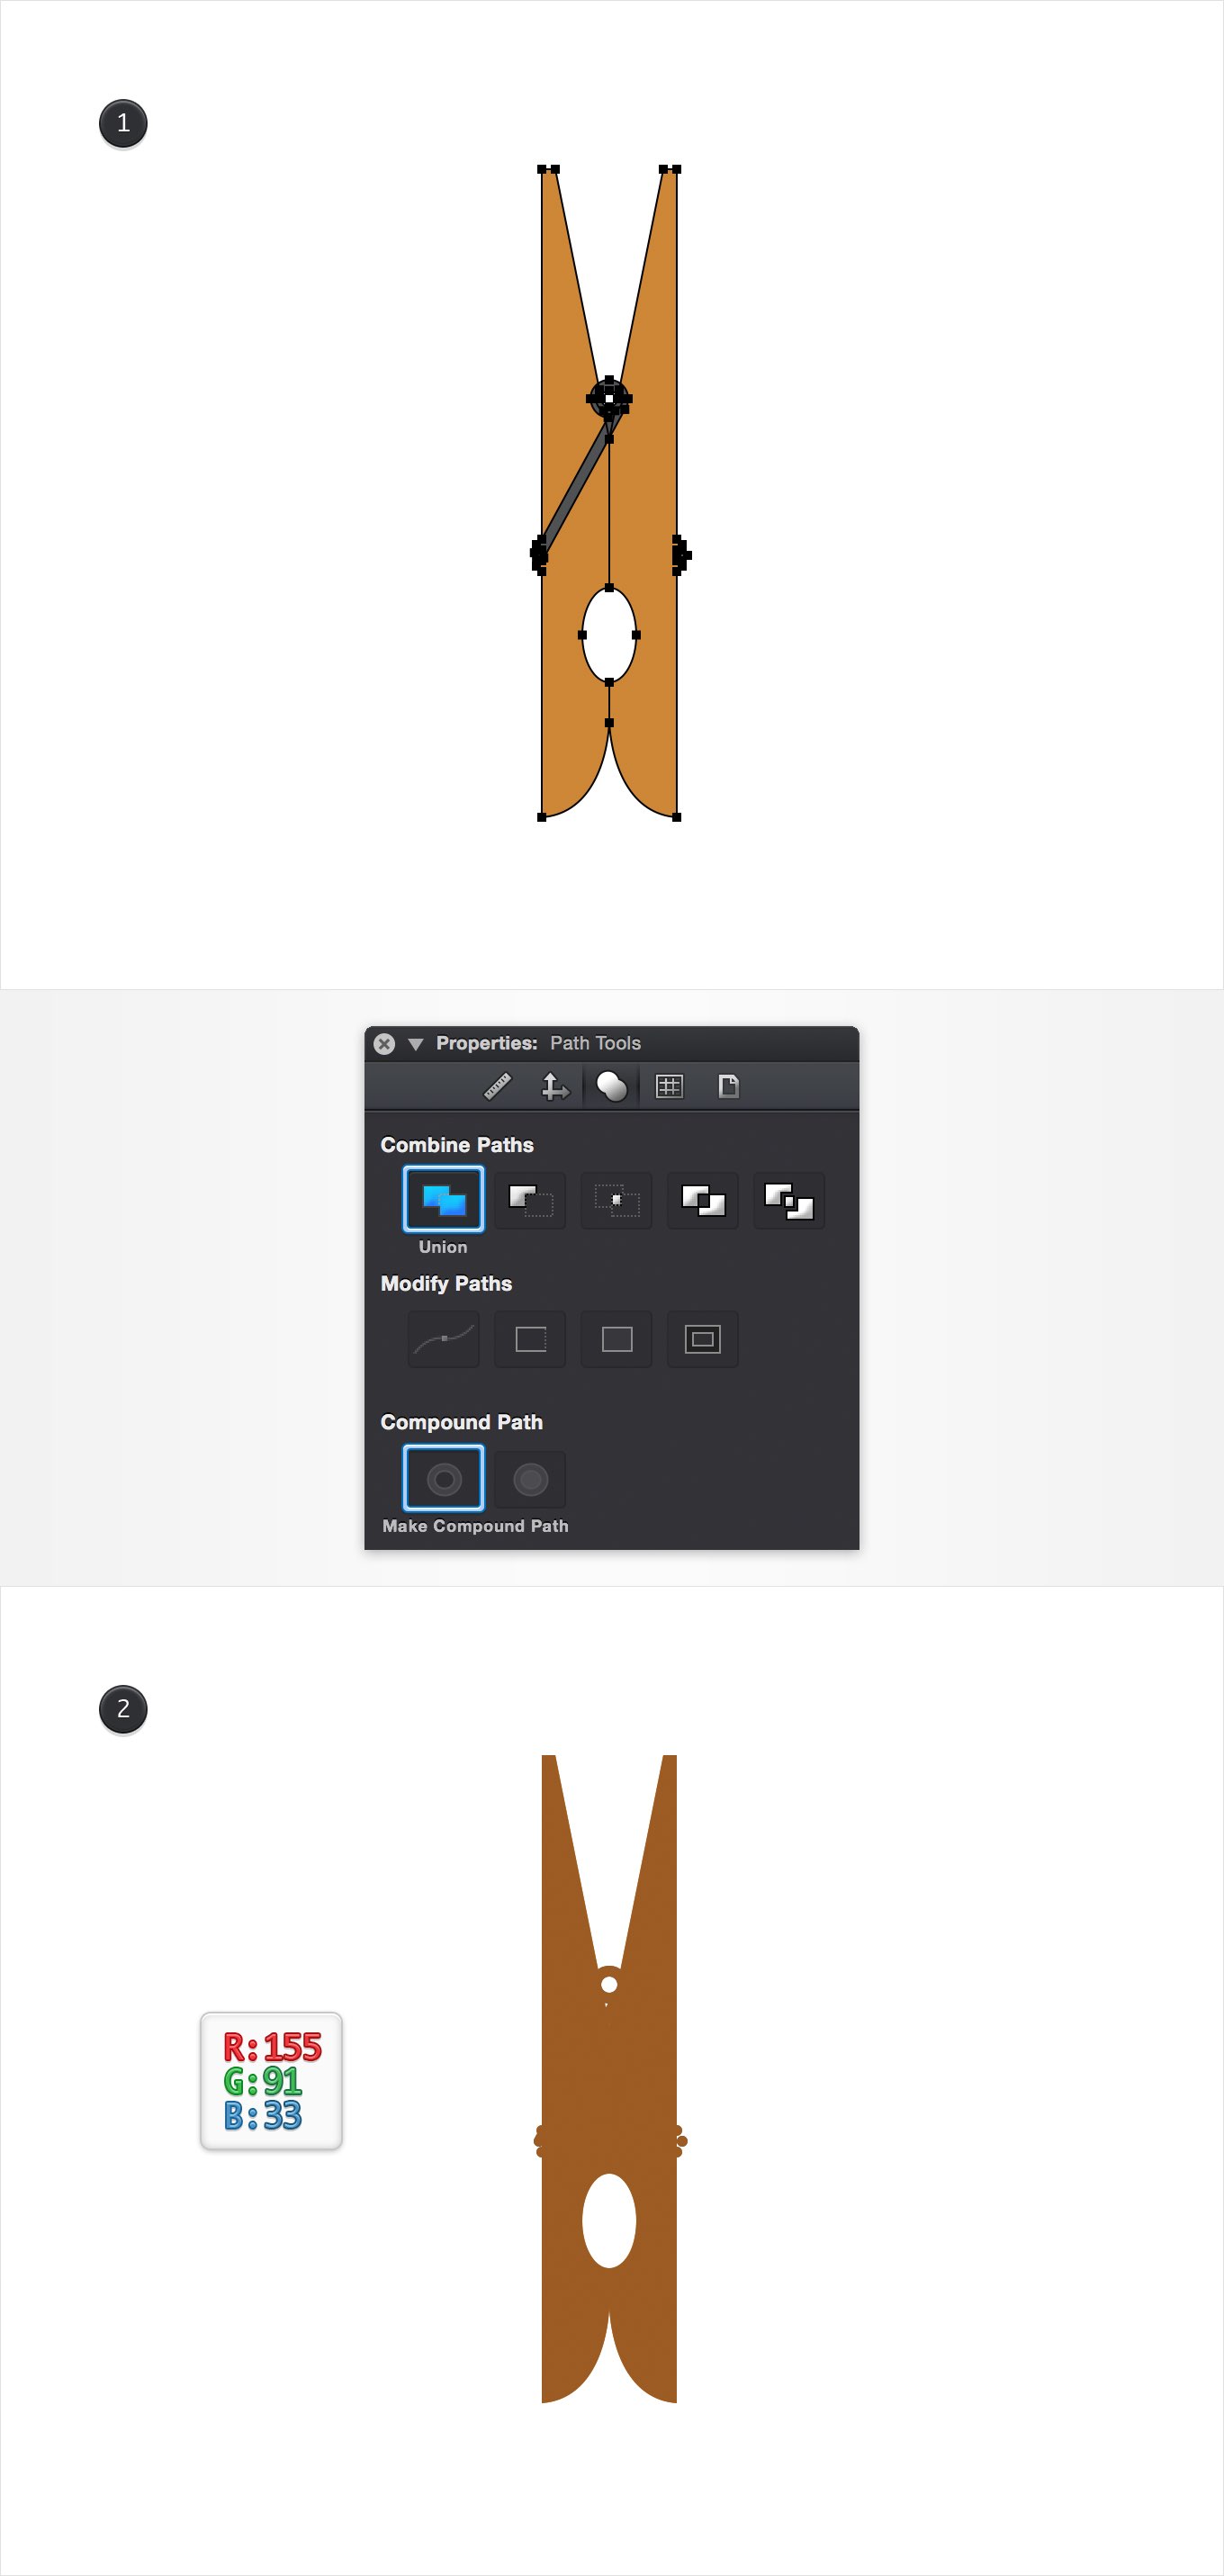 1
Properties: Path Tools
Combine Paths
Union
Modify Paths
Compound Path
Make Compound Path
2
R:155
G:91
B:33